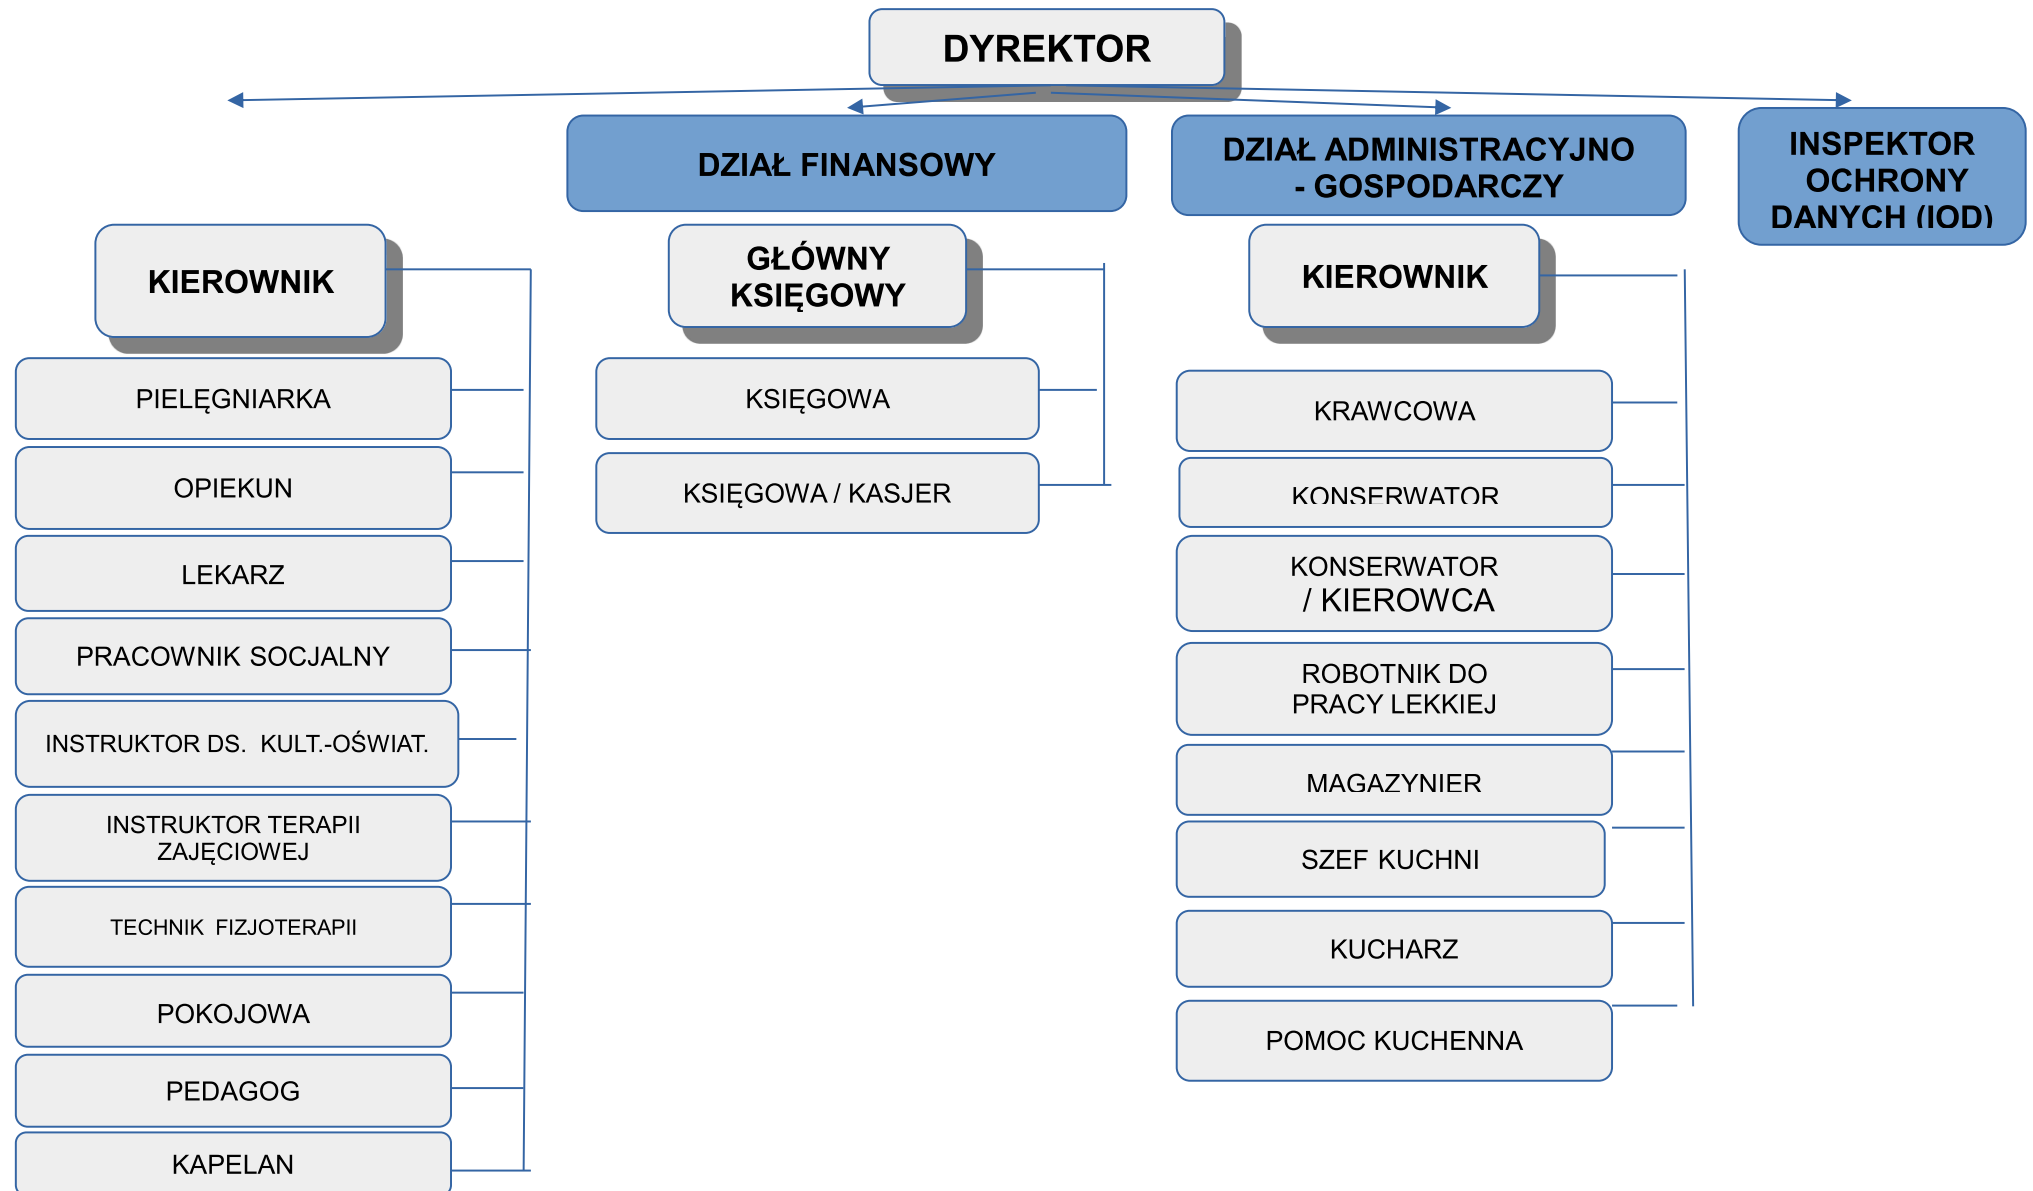 DYREKTOR
DZIAŁ FINANSOWY
DZIAŁ ADMINISTRACYJNO
- GOSPODARCZY
INSPEKTOR
OCHRONY
DANYCH (IOD)
KIEROWNIK
PIELĘGNIARKA
OPIEKUN
LEKARZ
PRACOWNIK SOCJALNY
INSTRUKTOR DS. KULT.-OŚWIAT.
INSTRUKTOR TERAPII
ZAJĘCIOWEJ
TECHNIK FIZJOTERAPII
POKOJOWA
PEDAGOG
KAPELAN
GŁÓWNY
KSIĘGOWY
KSIĘGOWA
KSIĘGOWA / KASJER
KIEROWNIK
KRAWCOWA
KONSERWATOR
KONSERWATOR
/ KIEROWCA
ROBOTNIK DO
PRACY LEKKIEJ
MAGAZYNIER
SZEF KUCHNI
KUCHARZ
POMOC KUCHENNA